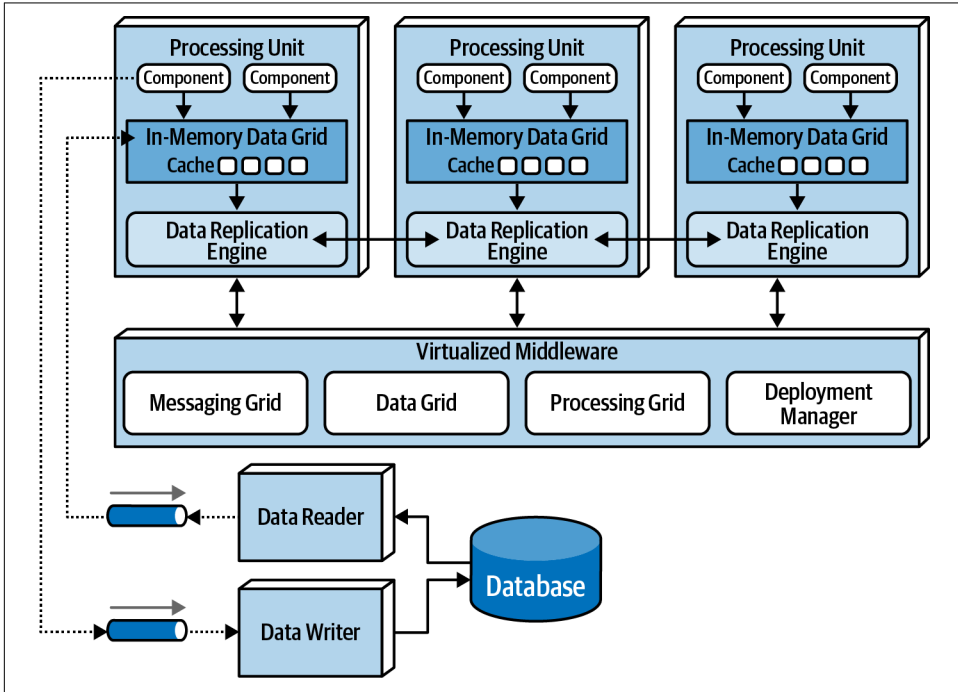 Processing Unit
Component
Component
In-Memory Data Grid
Cache
Data Replication
Engine
Processing Unit
Component
Component
In-Memory Data Grid
Cache
Data Replication
Engine
Processing Unit
Component
Component
In-Memory Data Grid
Cache
Data Replication
Engine
Virtualized Middleware
Messaging Grid
Data Grid
Processing Grid
Deployment
Manager
Data Reader
Database
Data Writer